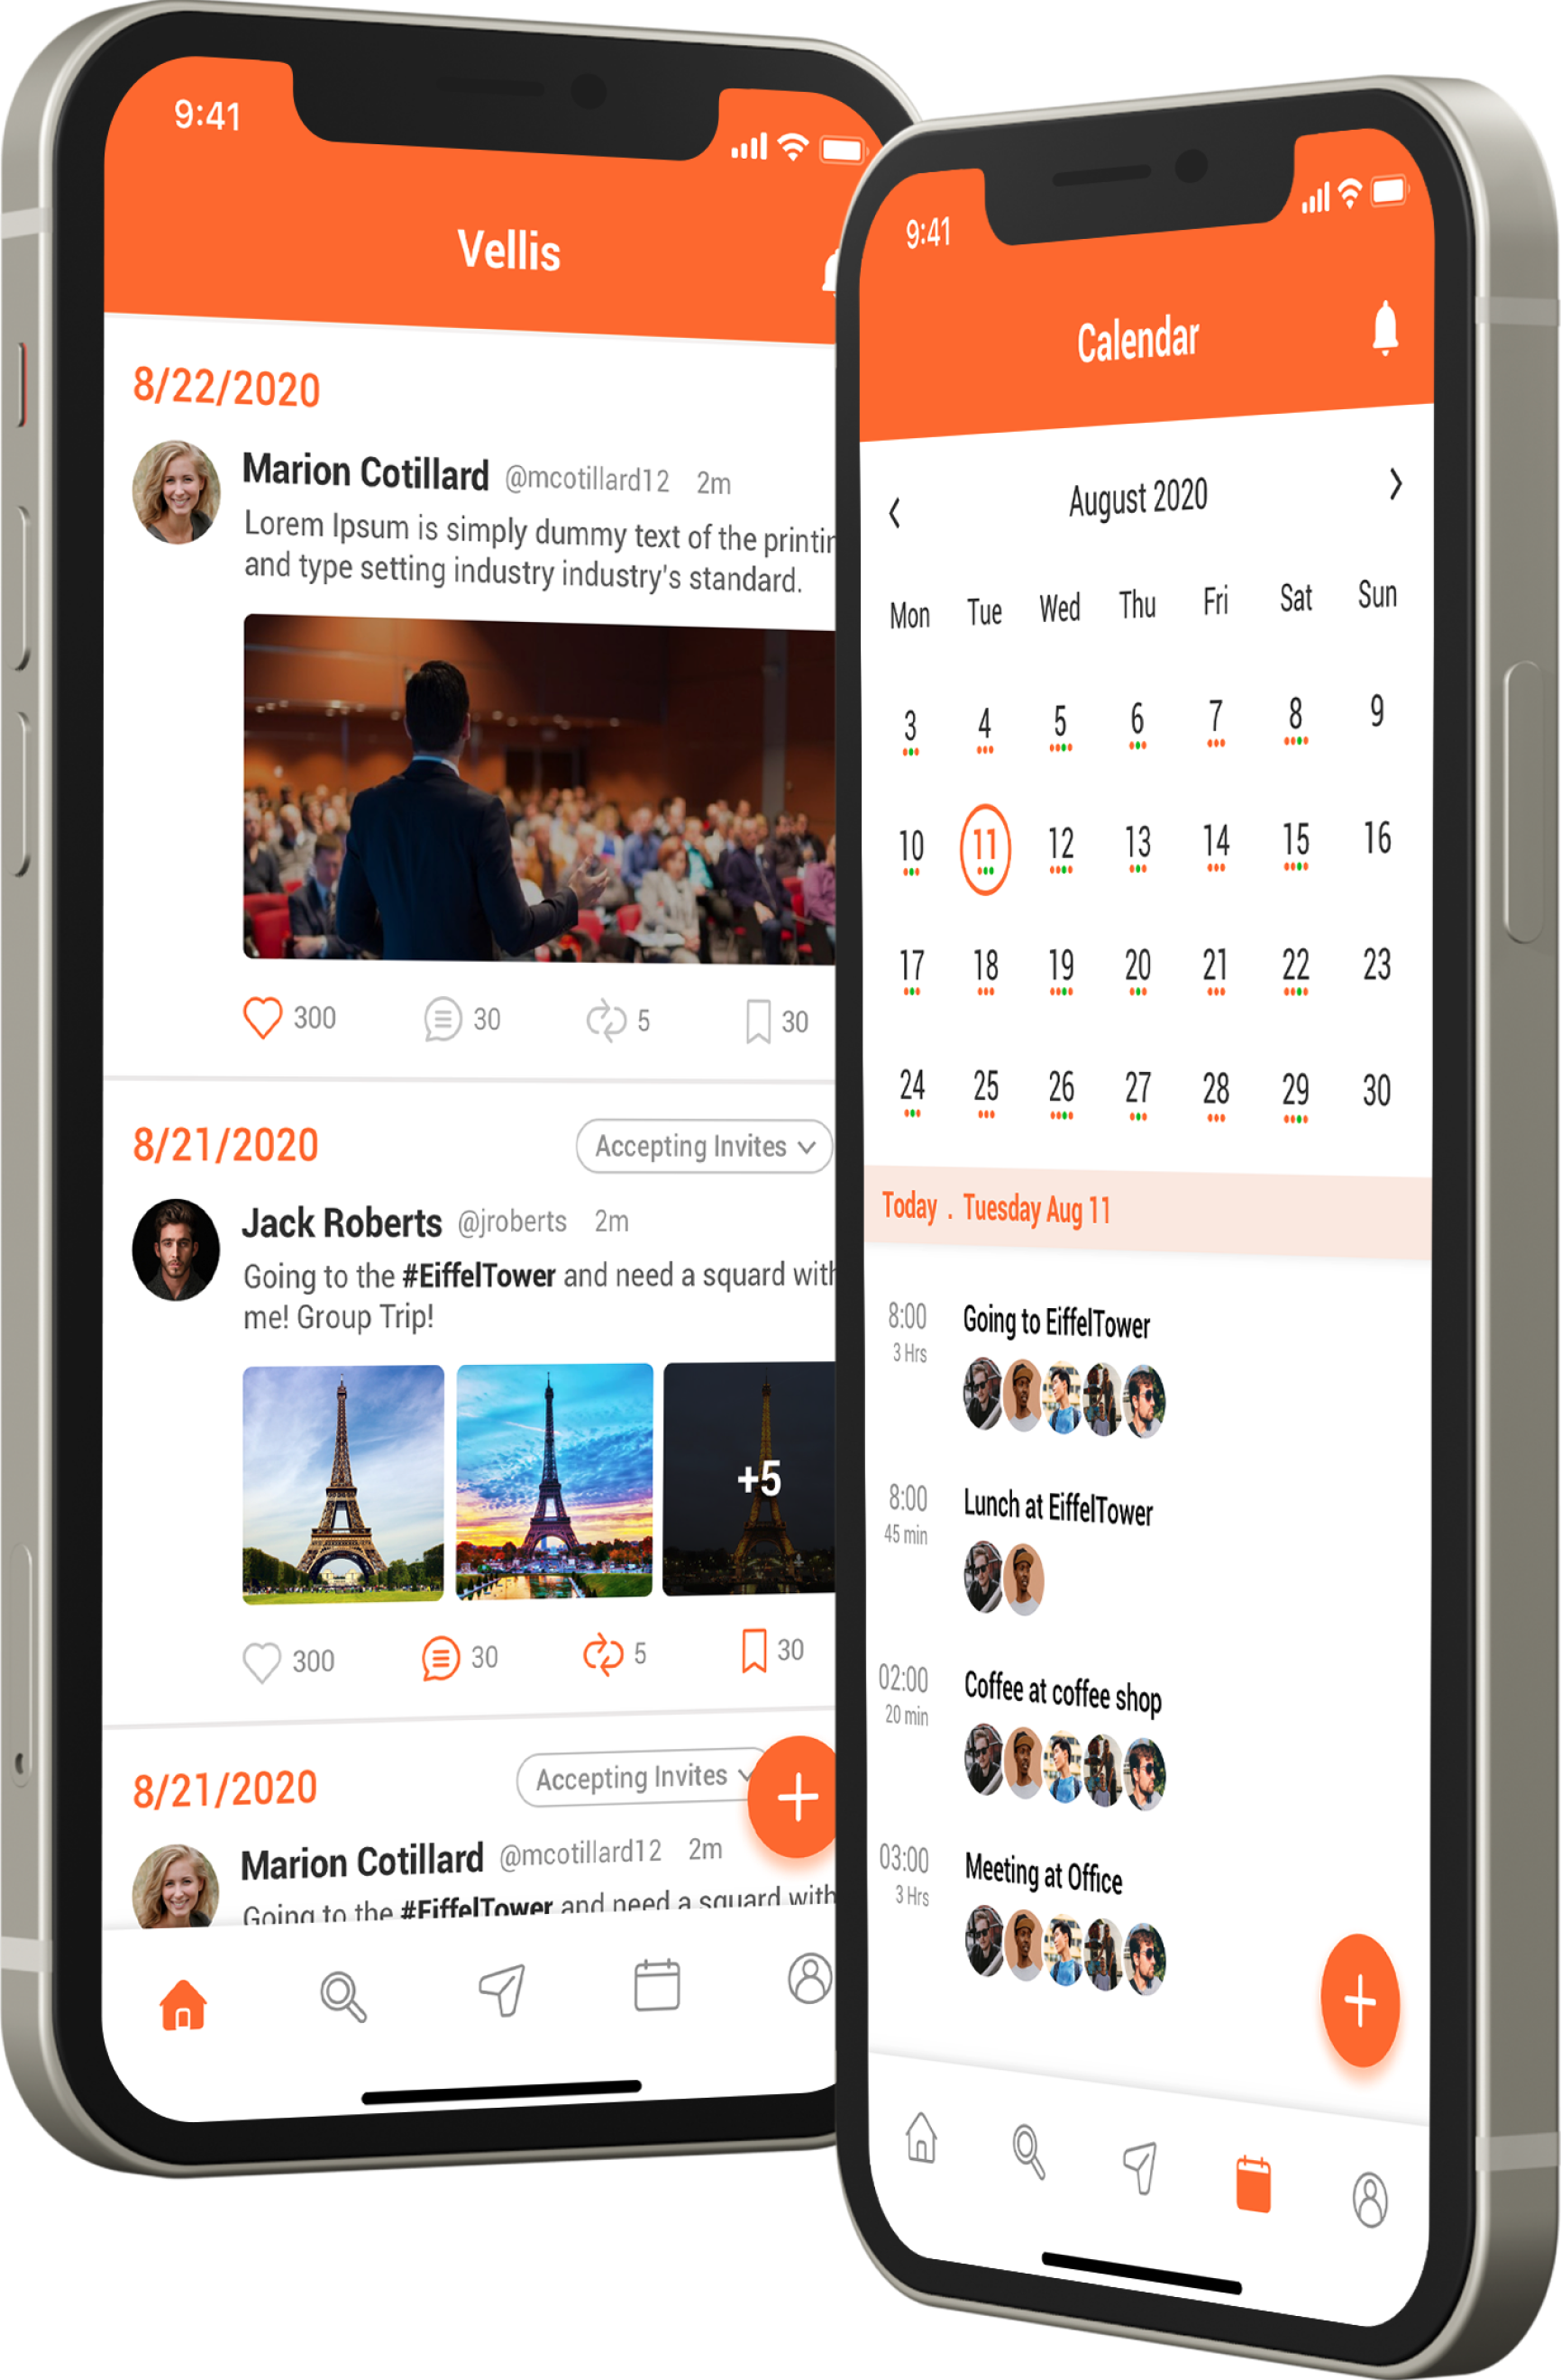 9:41
Vellis
8/22/2020
Marion Cotillard @mcotillard12 2m
Lorem Ipsum is simply dummy text of the
and type setting industry industry's standard.
300 30 5 30
8/21/2020 Accepting Invites
Jack Roberts @jroberts 2m
Going to the #EiffelTower and need a squard with
me! Group Trip!
+5
300 30 5 30
8/21/2020 Accepting Invites
Marion Cotillard @mcotillard12 2m
Going to the #EiffelTower and need a squard with
9:41
Calendar
August 2020
Mon Tue Wed Thu Fri Sat Sun
3 4 5 6 7 8 9
10 11 12 13 14 15 16
17 18 19 20 21 22 23
24 25 26 27 28 29 30
Today . Tuesday Aug 11
8:00 Going to EiffelTower
3 Hrs
8:00 Lunch at EiffelTower
45 min
02:00 Coffee at coffee shop
20 min
03:00 Meeting at Office
3 Hrs